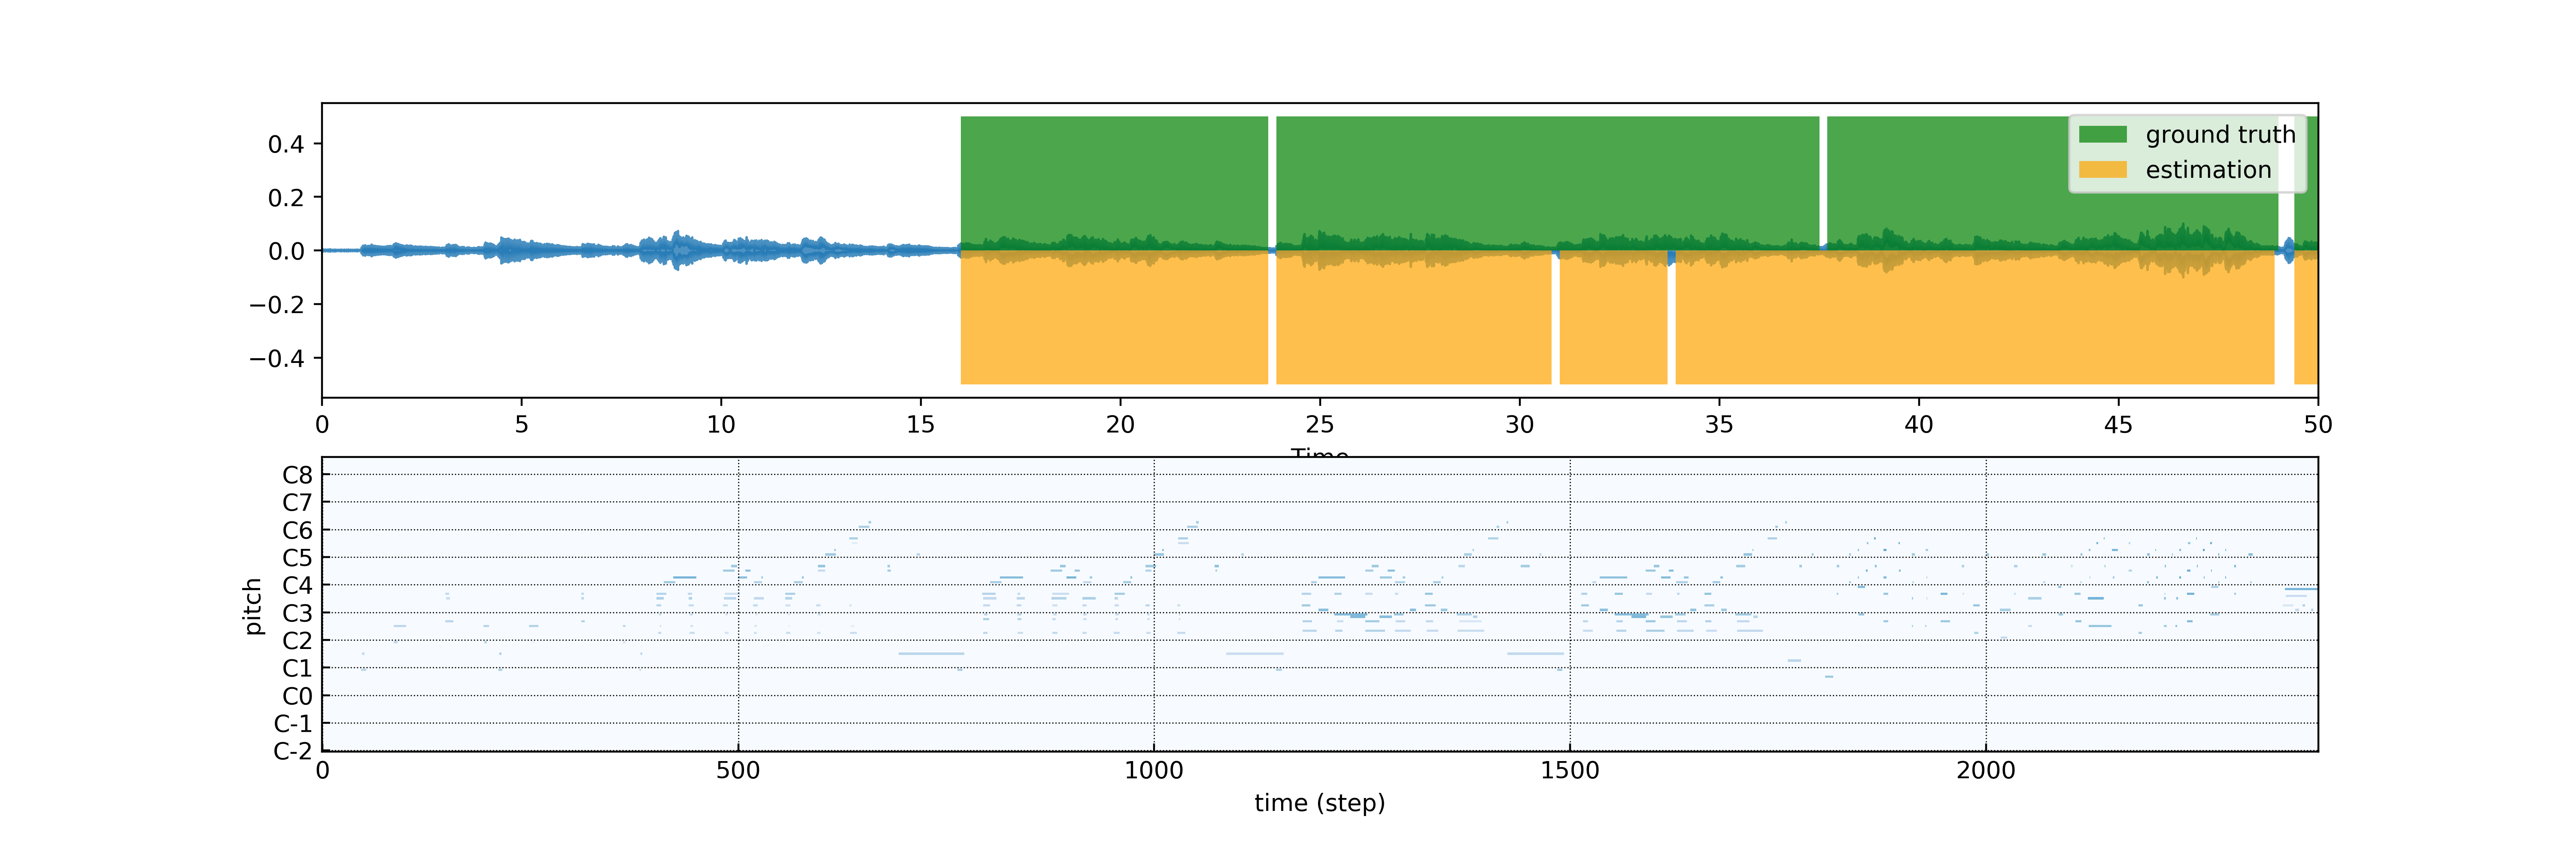 0.4
0.2
0.0
−0.2
−0.4
ground truth
estimation
0 5 10 15 20 25 30 35 40 45 50
Time
C8
C7
C6
C5
C4
C3
C2
C1
C0
C-1
C-2
pitch
0 500 1000 1500 2000
time (step)